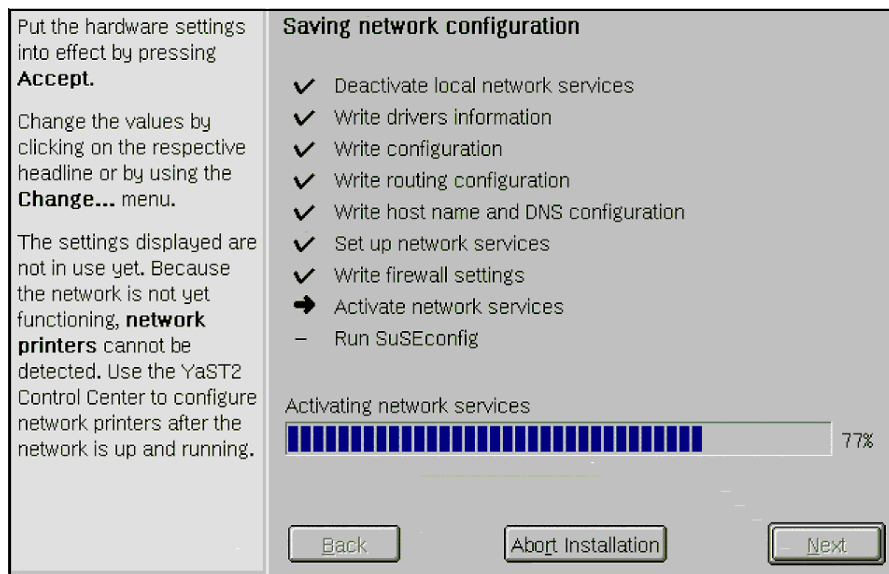 Put the hardware settings
into effect by pressing
Accept.
Change the values by
clicking on the respective
headline or by using the
Change... menu.
The settings displayed are
not in use yet. Because
the network is not yet
functioning, network
printers cannot be
detected. Use the YaST2
Control Center to configure
network printers after the
network is up and running.
Saving network configuration
Deactivate local network services
Write drivers information
Write configuration
Write routing configuration
Write host name and DNS configuration
Set up network services
Write firewall settings
Activate network services
Run SuSEconfig
Activating network services
77%
Back
Abort Installation
Next